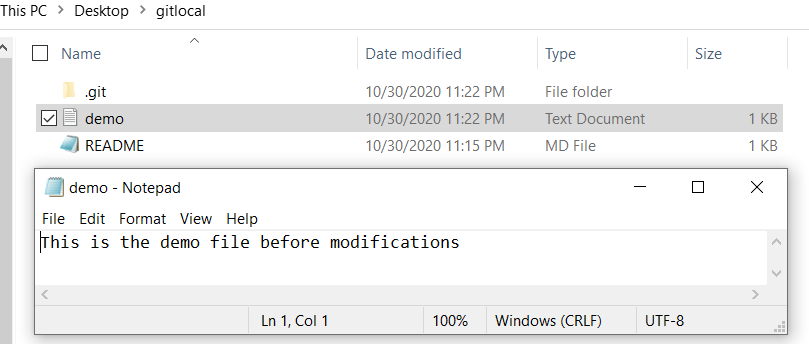 This PC > Desktop > gitlocal
Name Date modified Type Size
.git 10/30/2020 11:22 PM File folder
demo 10/30/2020 11:22 PM Text Document 1 KB
README 10/30/2020 11:15 PM MD File 1 KB
demo - Notepad
File Edit Format View Help
This is the demo file before modifications
Ln 1, Col 1 100% Windows (CRLF) UTF-8